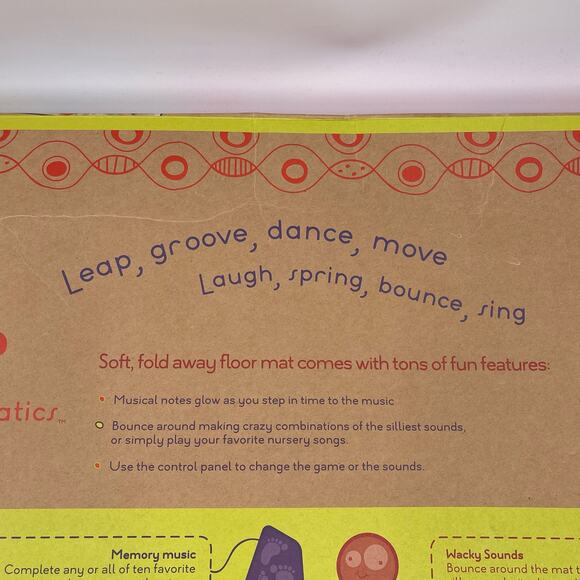 Leap, groove, dance, move
Laugh, spring, bounce, sing
Soft, fold away floor mat comes with tons of fun features:
Musical notes glow as you step in time to the music
Bounce around making crazy combinations of the silliest sounds,
or simply play your favorite nursery songs.
Use the control panel to change the game or the sounds.
atics™
Memory music
Complete any or all of ten favorite
Wacky Sounds
Bounce around the mat t